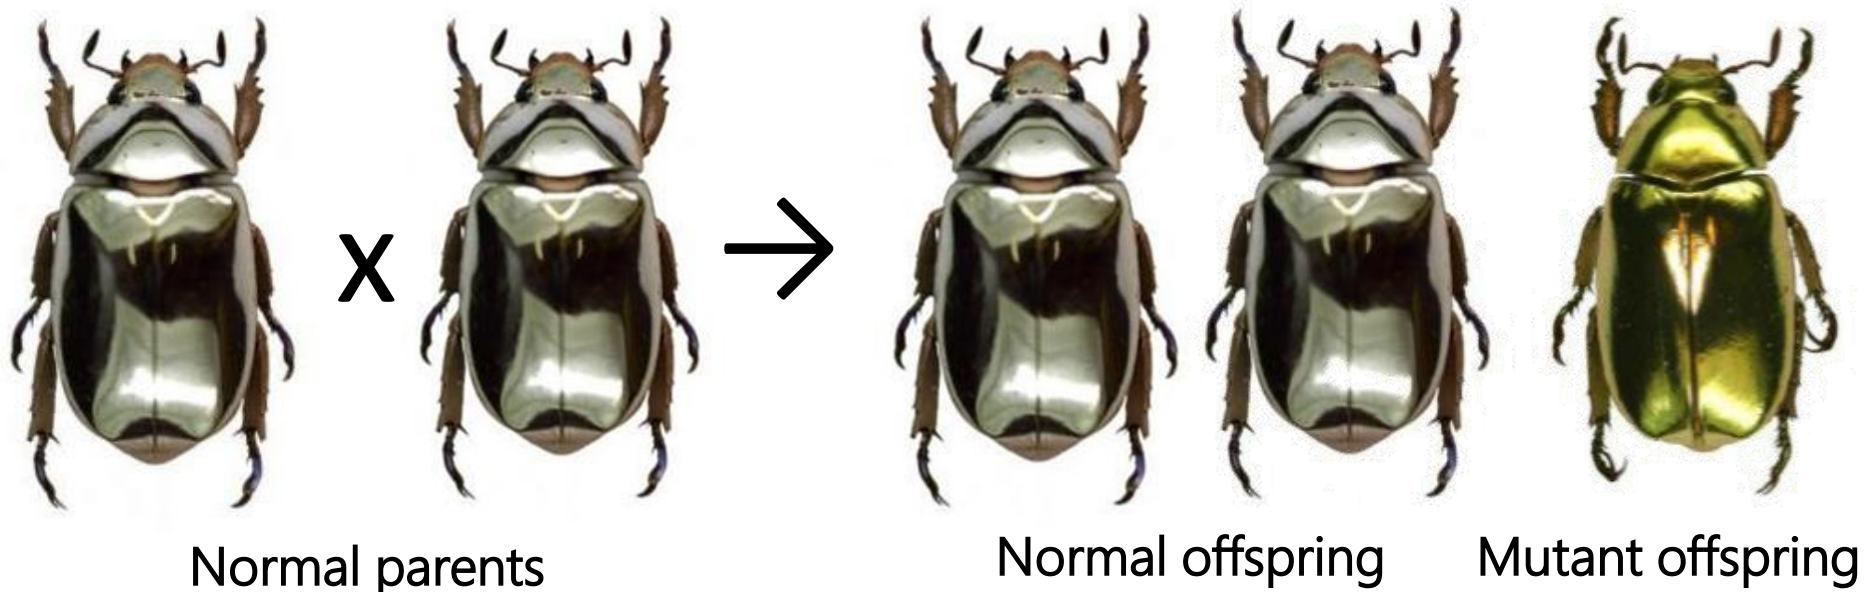 x
Normal parents
Normal offspring
Mutant offspring